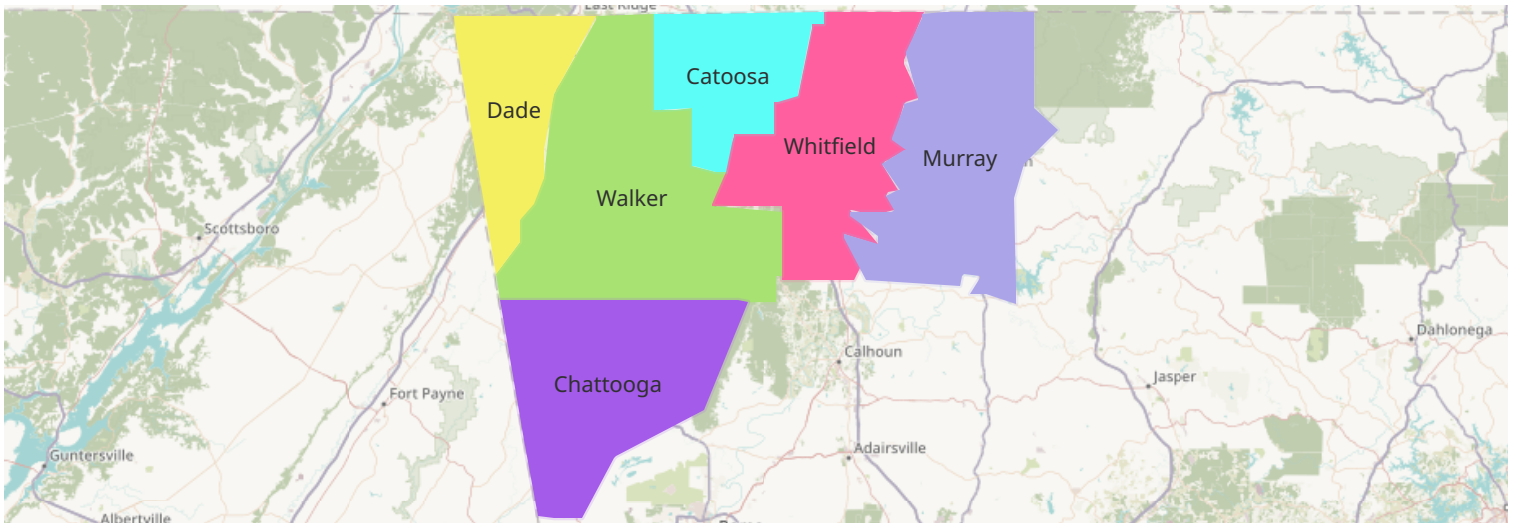 East Ridge
Catoosa
Dade
Whitfield
Murray
Walker
Scottsboro
Dahlonega
Calhoun
Jasper
Chattooga
Fort Payne
Adairsville
Guntersville
Albertville